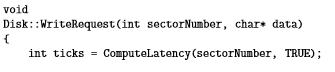 void
Disk::WriteRequest(int sectorNumber, char* data)
{
    int ticks = ComputeLatency(sectorNumber, TRUE);